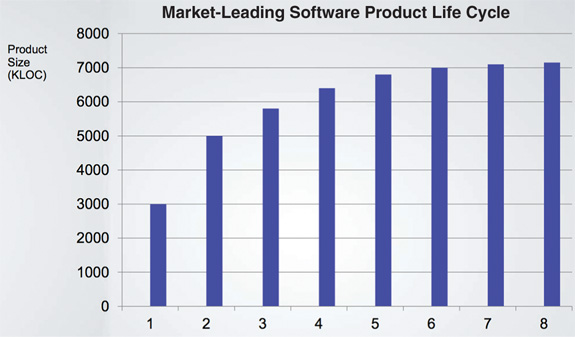 Market-Leading Software Product Life Cycle
Product
Size
(KLOC)
8000
7000
6000
5000
4000
3000
2000
1000
0
1 2 3 4 5 6 7 8